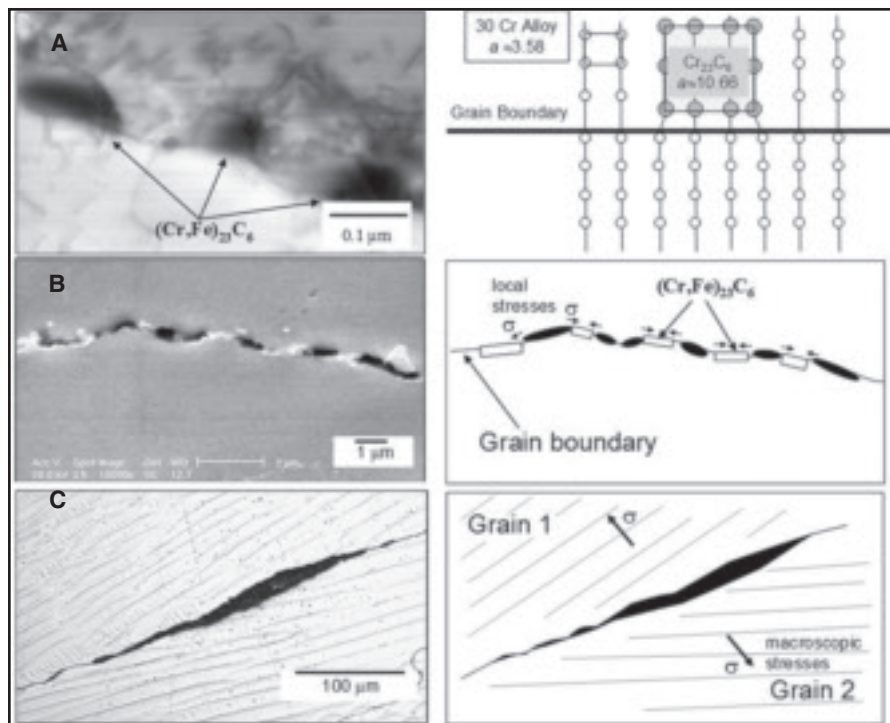 A
(Cr,Fe)23C6
0.1 μm
30 Cr Alloy
a ≈3.58
Cr23C6
a≈10.66
Grain Boundary
B
1 μm
local
stresses
σ
σ
(Cr,Fe)23C6
Grain boundary
C
100 μm
Grain 1
σ
σ
macroscopic
stresses
Grain 2